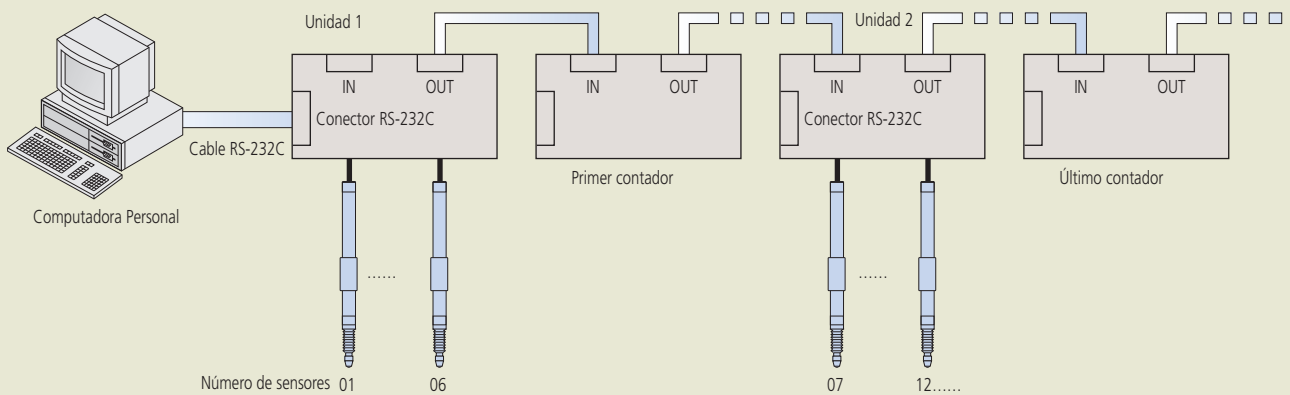 Unidad 1
Unidad 2
IN OUT
IN OUT
IN OUT
IN OUT
Conector RS-232C
Conector RS-232C
Cable RS-232C
Primer contador
Último contador
Computadora Personal
......
......
Número de sensores 01 06 07 12......